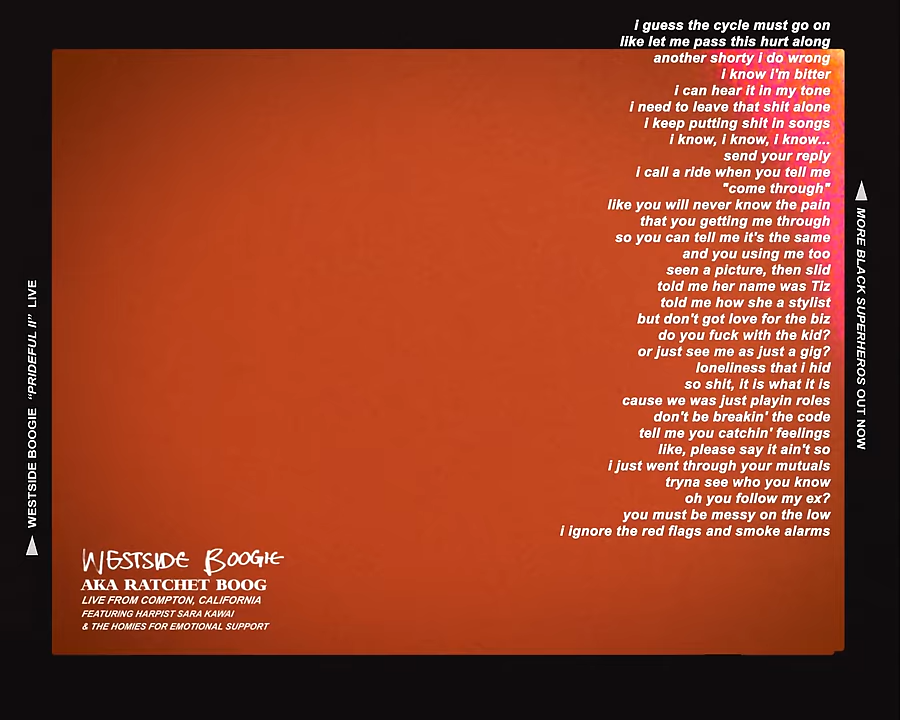 i guess the cycle must go on
like let me pass this hurt along
another shorty i do wrong
i know i'm bitter
i can hear it in my tone
i need to leave that shit alone
i keep putting shit in songs
i know, i know, i know...
send your reply
i call a ride when you tell me
"come through"
like you will never know the pain
that you getting me through
so you can tell me it's the same
and you using me too
seen a picture, then slid
told me her name was Tiz
told me how she a stylist
but don't got love for the biz
do you fuck with the kid?
or just see me as just a gig?
loneliness that i hid
so shit, it is what it is
cause we was just playin roles
don't be breakin' the code
tell me you catchin' feelings
like, please say it ain't so
i just went through your mutuals
tryna see who you know
oh you follow my ex?
you must be messy on the low
i ignore the red flags and smoke alarms
WESTSIDE BOOGIE "PRIDEFUL II" LIVE
MORE BLACK SUPERHEROS OUT NOW
WESTSIDE BOOGIE
AKA RATCHET BOOG
LIVE FROM COMPTON, CALIFORNIA
FEATURING HARPIST SARA KAWAI
& THE HOMIES FOR EMOTIONAL SUPPORT